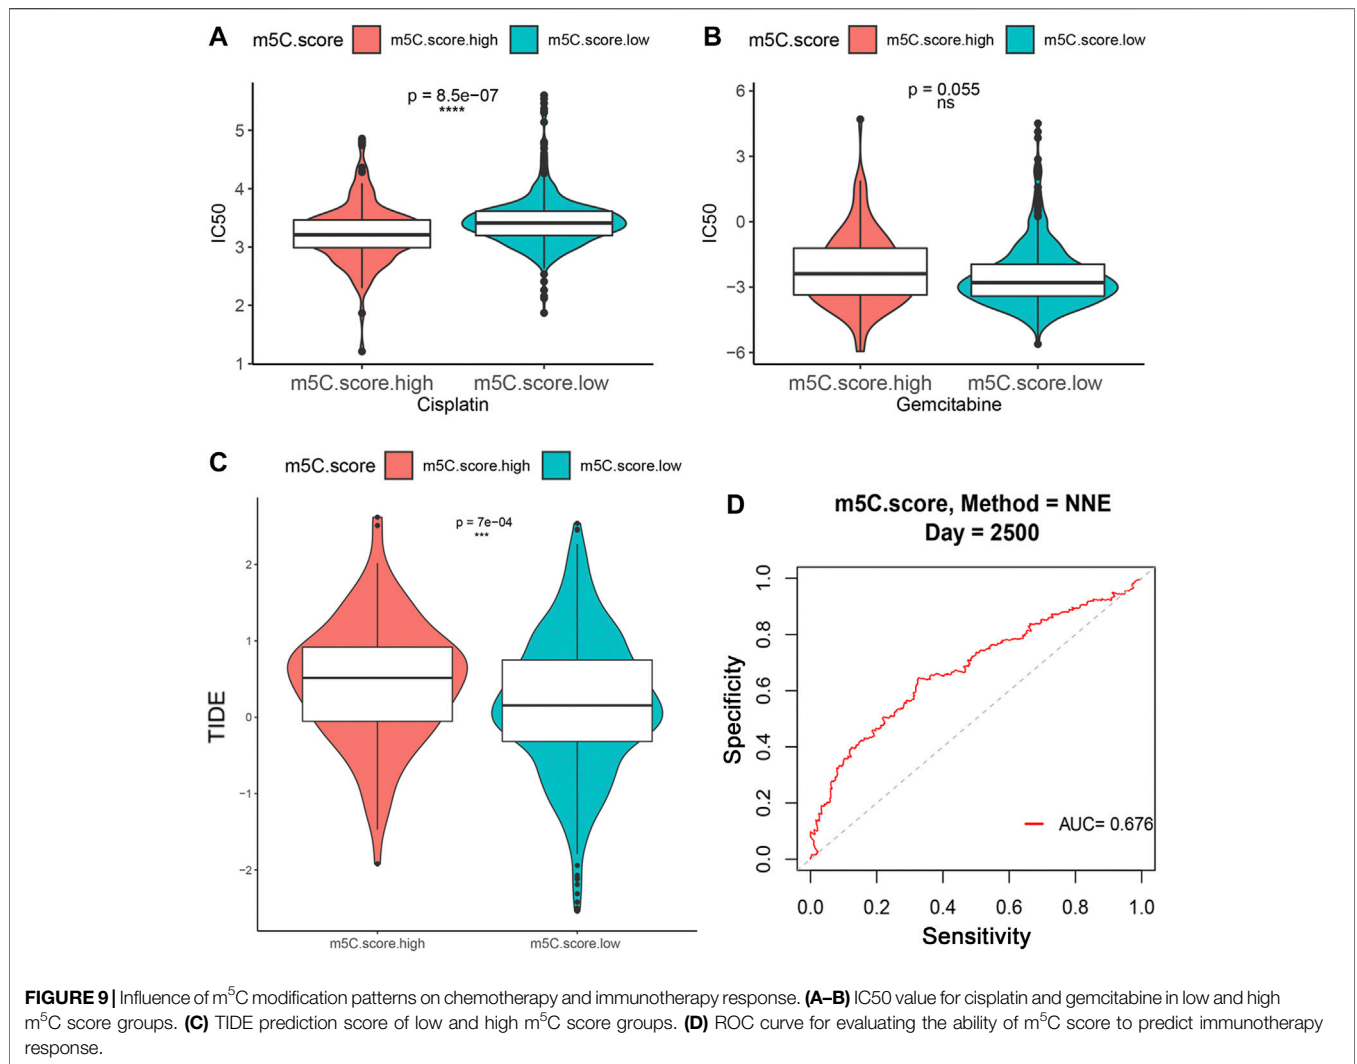 A
m5C.score m5C.score.high m5C.score.low
p = 8.5e−07
****
IC50
5
4
3
2
1
m5C.score.high m5C.score.low
Cisplatin
B
m5C.score m5C.score.high m5C.score.low
p = 0.055
ns
IC50
6
3
0
−3
−6
m5C.score.high m5C.score.low
Gemcitabine
C
m5C.score m5C.score.high m5C.score.low
p = 7e−04
***
TIDE
2
1
0
−1
−2
m5C.score.high m5C.score.low
D
m5C.score, Method = NNE
Day = 2500
Specificity
1.0
0.8
0.6
0.4
0.2
0.0
AUC= 0.676
0.0 0.2 0.4 0.6 0.8 1.0
Sensitivity
FIGURE 9 | Influence of m⁵C modification patterns on chemotherapy and immunotherapy response. (A–B) IC50 value for cisplatin and gemcitabine in low and high
m⁵C score groups. (C) TIDE prediction score of low and high m⁵C score groups. (D) ROC curve for evaluating the ability of m⁵C score to predict immunotherapy
response.